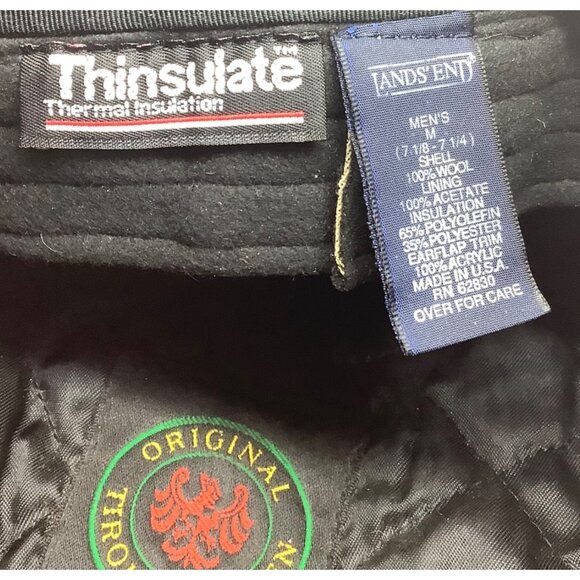 Thinsulate™
Thermal Insulation
LANDS' END
MEN'S
M
(7 1/8 - 7 1/4)
SHELL
100% WOOL
LINING
100% ACETATE
INSULATION
65% POLYOLEFIN
35% POLYESTER
EARFLAP TRIM
100% ACRYLIC
MADE IN U.S.A.
RN 62830
OVER FOR CARE
ORIGINAL